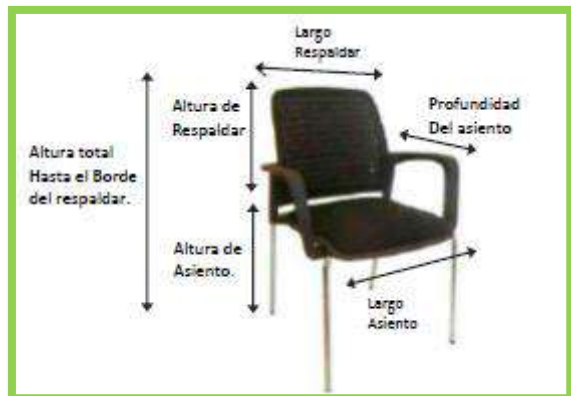 Largo
Respaldar
Altura de
Respaldar
Profundidad
Del asiento
Altura total
Hasta el Borde
del respaldar.
Altura de
Asiento.
Largo
Asiento